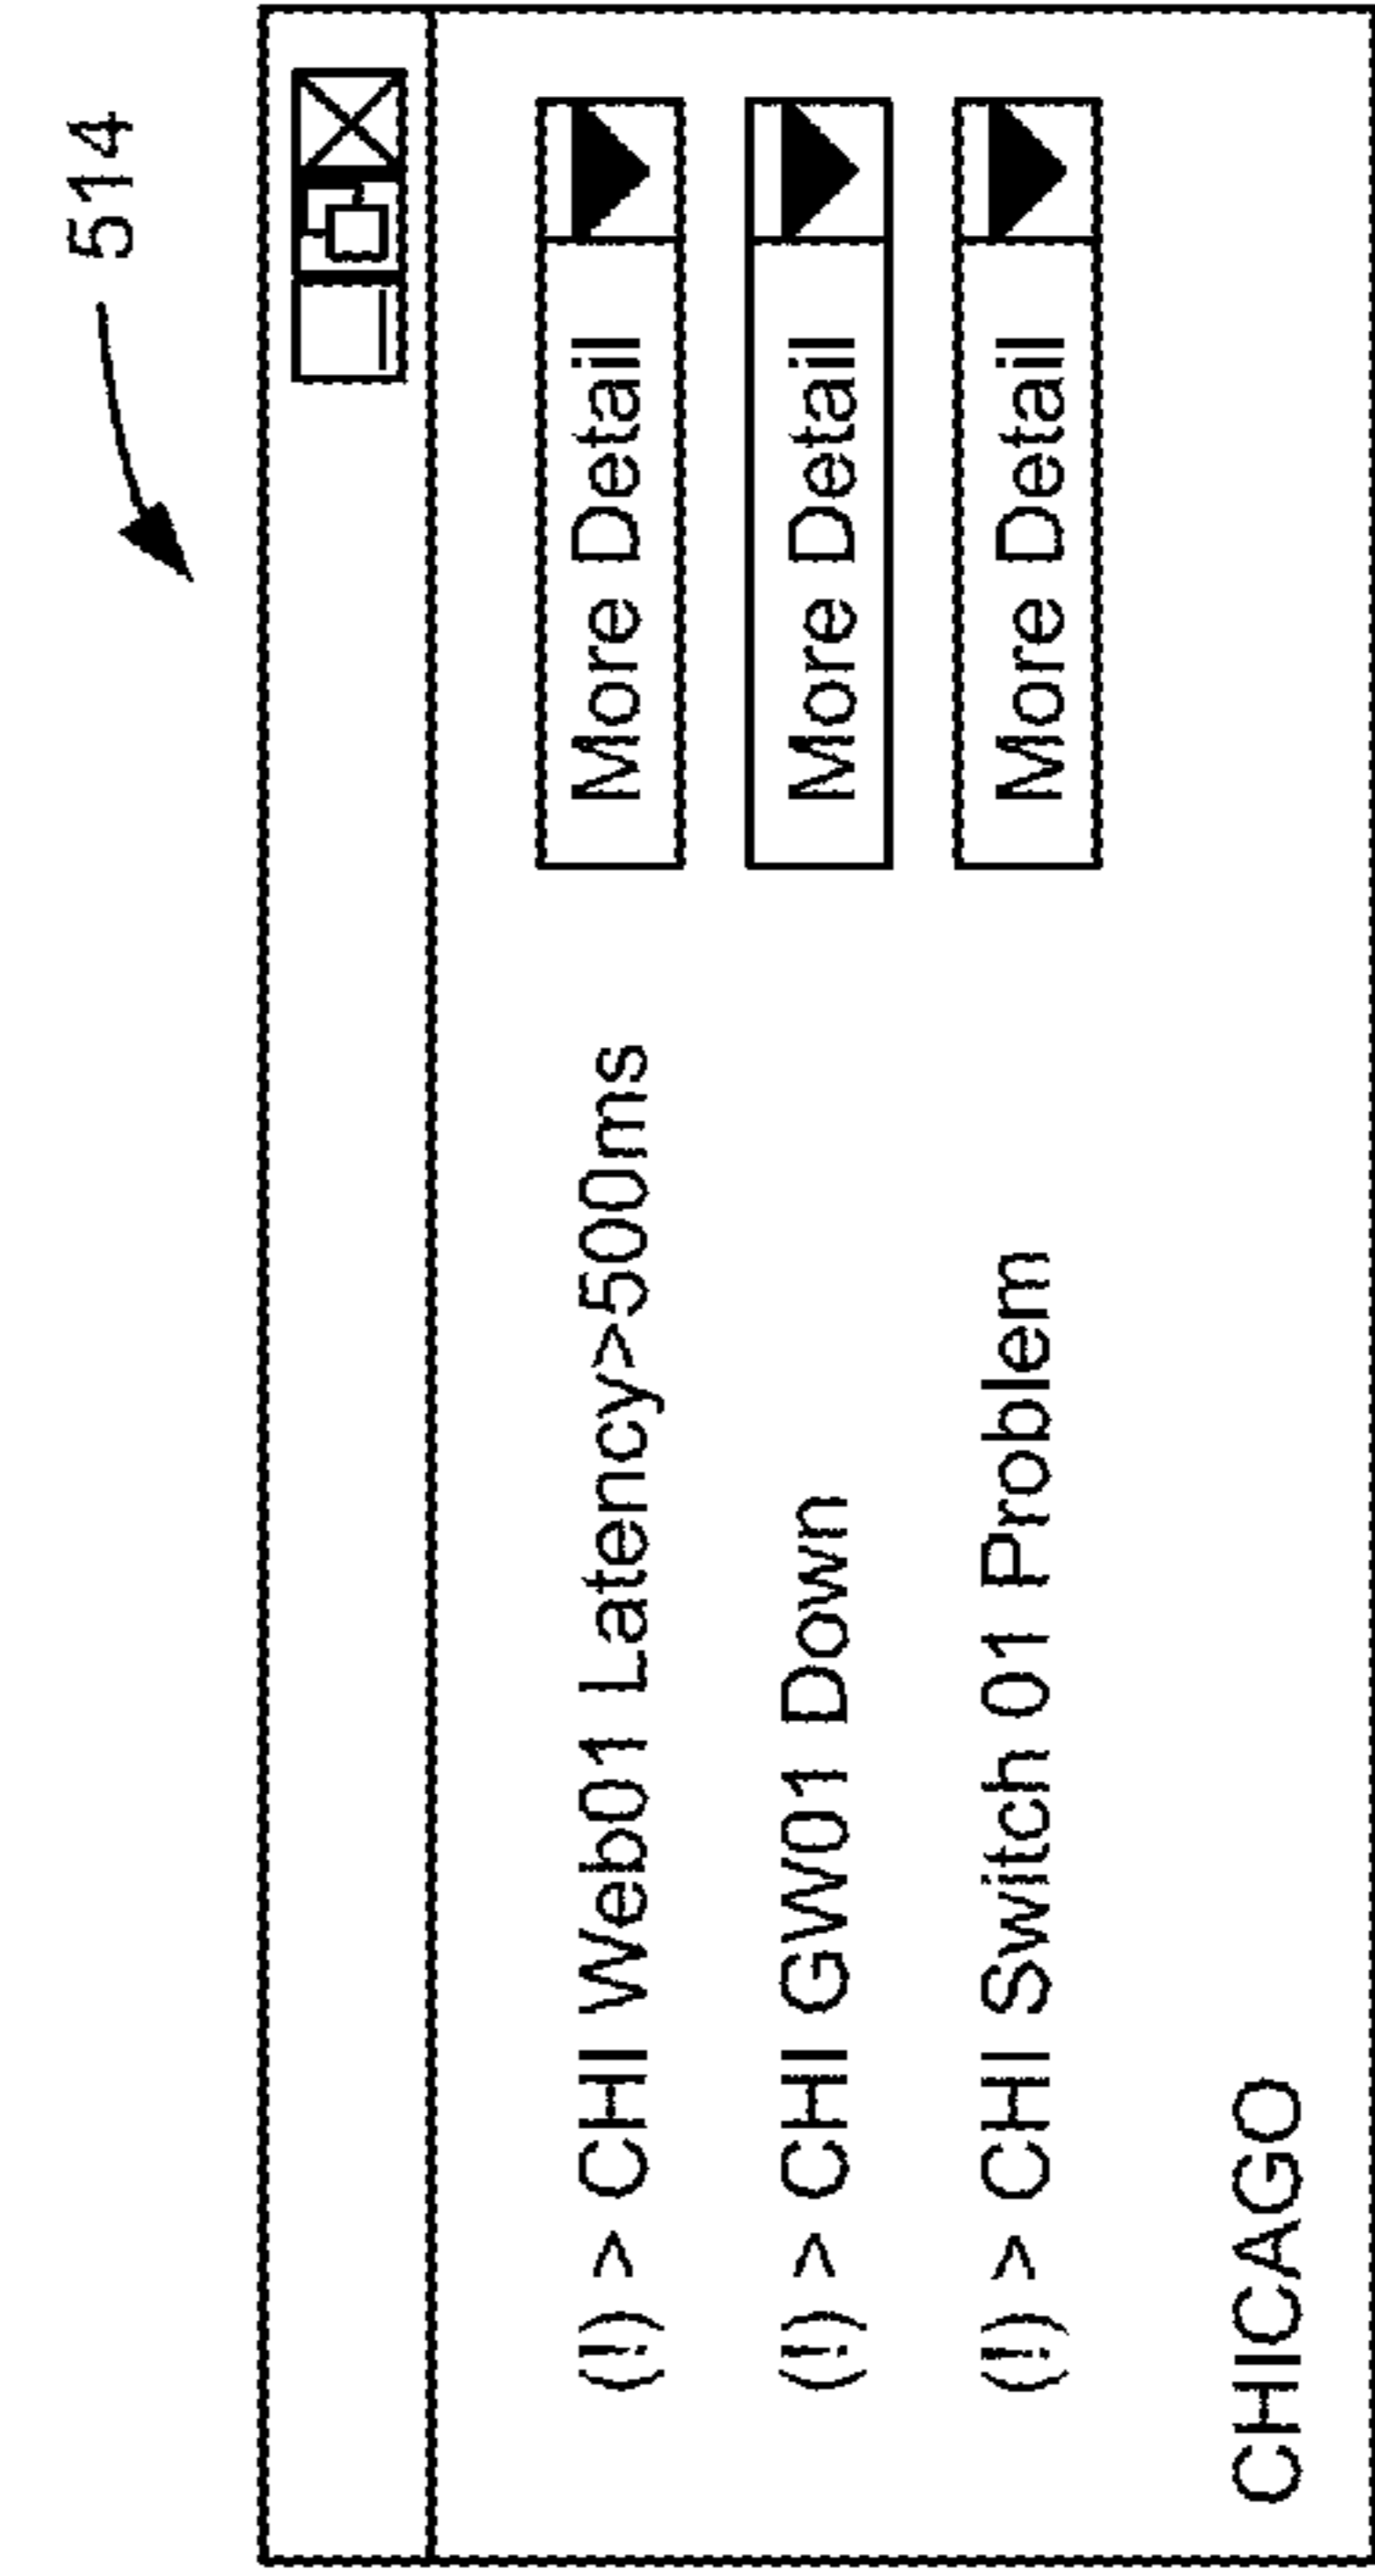 514
(!) > CHI Web01 Latency>500ms More Detail
(!) > CHI GW01 Down More Detail
(!) > CHI Switch 01 Problem More Detail
CHICAGO